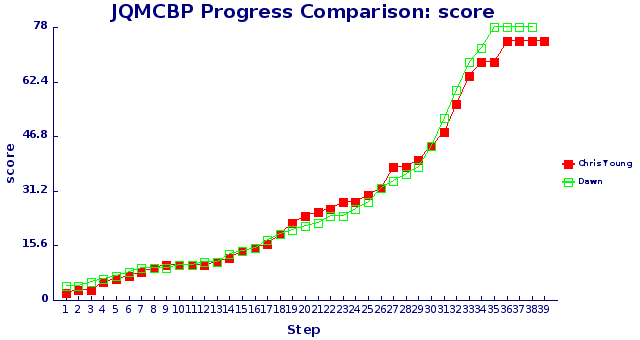 JQMCBP Progress Comparison: score
78
62.4
46.8
31.2
15.6
0
score
1 2 3 4 5 6 7 8 9 10 11 12 13 14 15 16 17 18 19 20 21 22 23 24 25 26 27 28 29 30 31 32 33 34 35 36 37 38 39
Step
Chris Young
Dawn